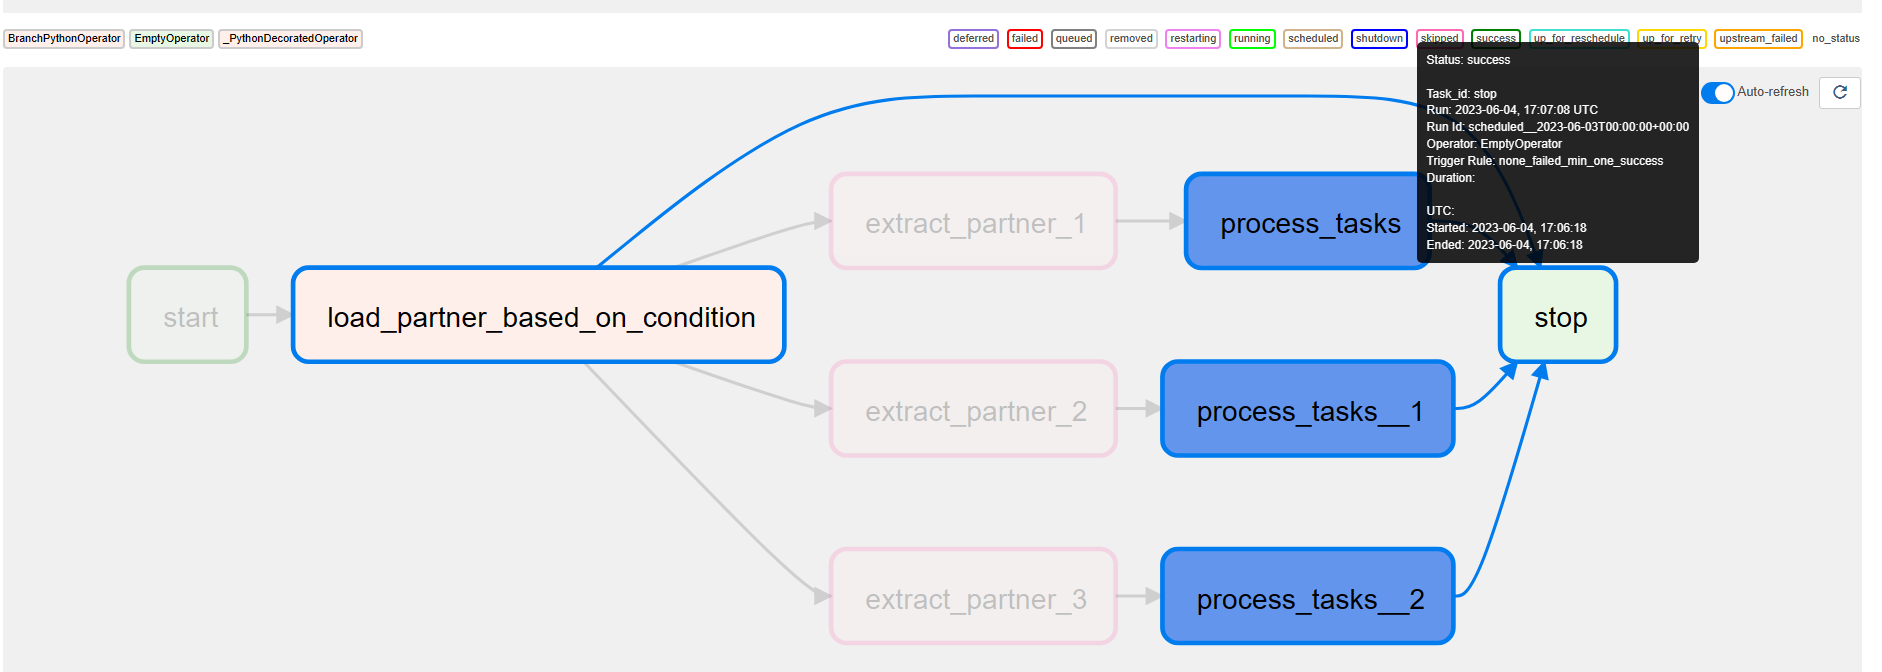 BranchPythonOperator EmptyOperator _PythonDecoratedOperator deferred failed queued removed restarting running scheduled shutdown skipped success up_for_reschedule up_for_retry upstream_failed no_status
Status: success
Auto-refresh
Task_id: stop
Run: 2023-06-04, 17:07:08 UTC
Run Id: scheduled__2023-06-03T00:00:00+00:00
Operator: EmptyOperator
Trigger Rule: none_failed_min_one_success
Duration:
UTC:
Started: 2023-06-04, 17:06:18
Ended: 2023-06-04, 17:06:18
extract_partner_1 process_tasks
start load_partner_based_on_condition stop
extract_partner_2 process_tasks__1
extract_partner_3 process_tasks__2